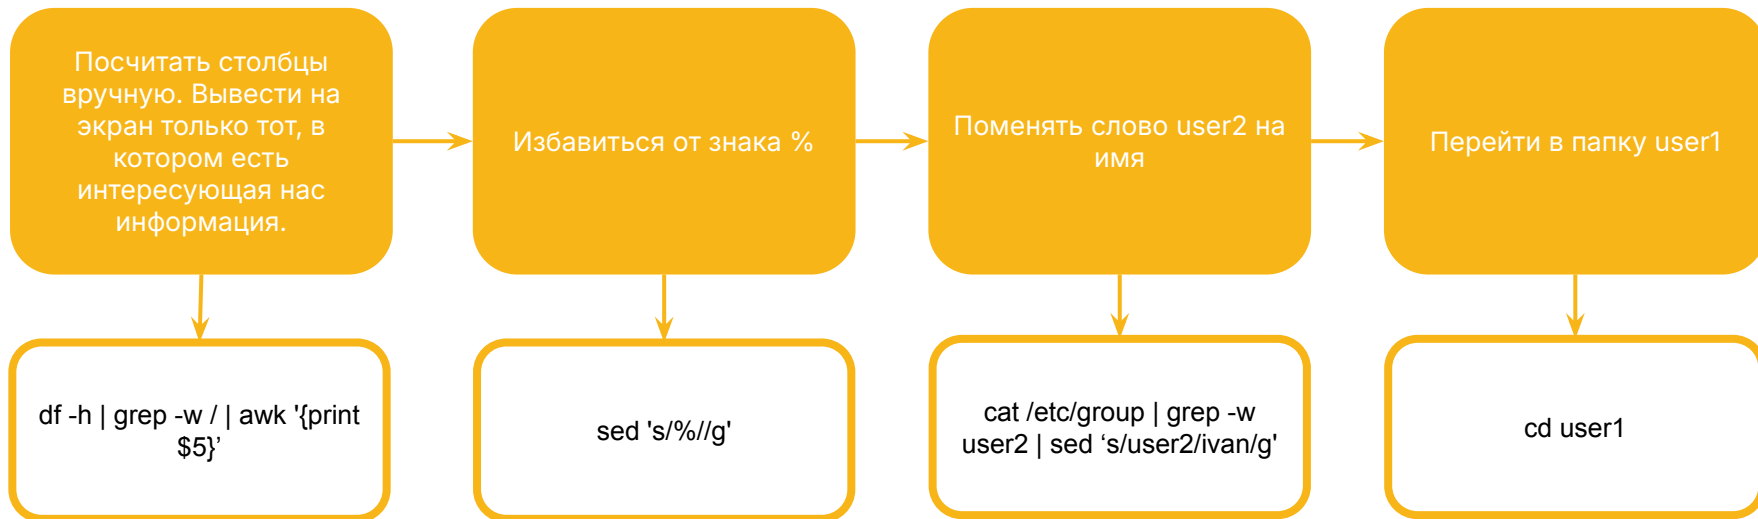 Посчитать столбцы
вручную. Вывести на
экран только тот, в
котором есть
интересующая нас
информация.
Избавиться от знака %
Поменять слово user2 на
имя
Перейти в папку user1
df -h | grep -w / | awk '{print
$5}’
sed 's/%//g'
cat /etc/group | grep -w
user2 | sed ‘s/user2/ivan/g'
cd user1